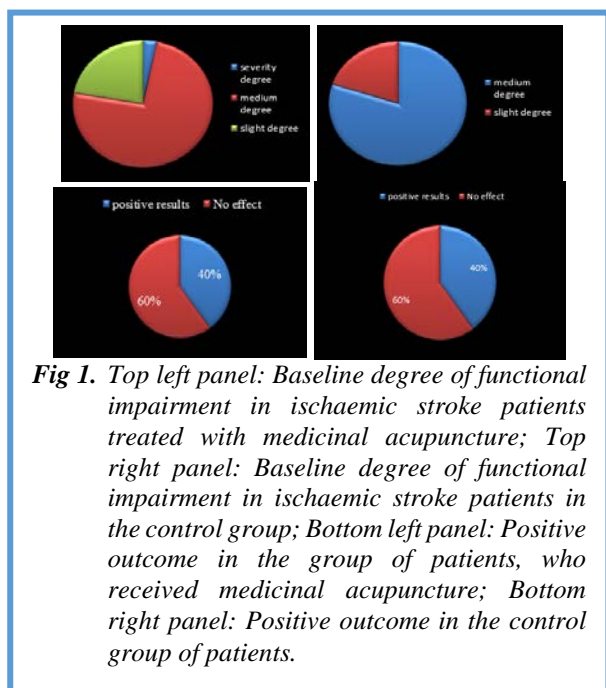 severity
degree
medium
degree
slight degree
medium
degree
slight degree
positive results No effect
40%
60%
positive results No effect
40%
60%
Fig 1. Top left panel: Baseline degree of functional
impairment in ischaemic stroke patients
treated with medicinal acupuncture; Top
right panel: Baseline degree of functional
impairment in ischaemic stroke patients in
the control group; Bottom left panel: Positive
outcome in the group of patients, who
received medicinal acupuncture; Bottom
right panel: Positive outcome in the control
group of patients.